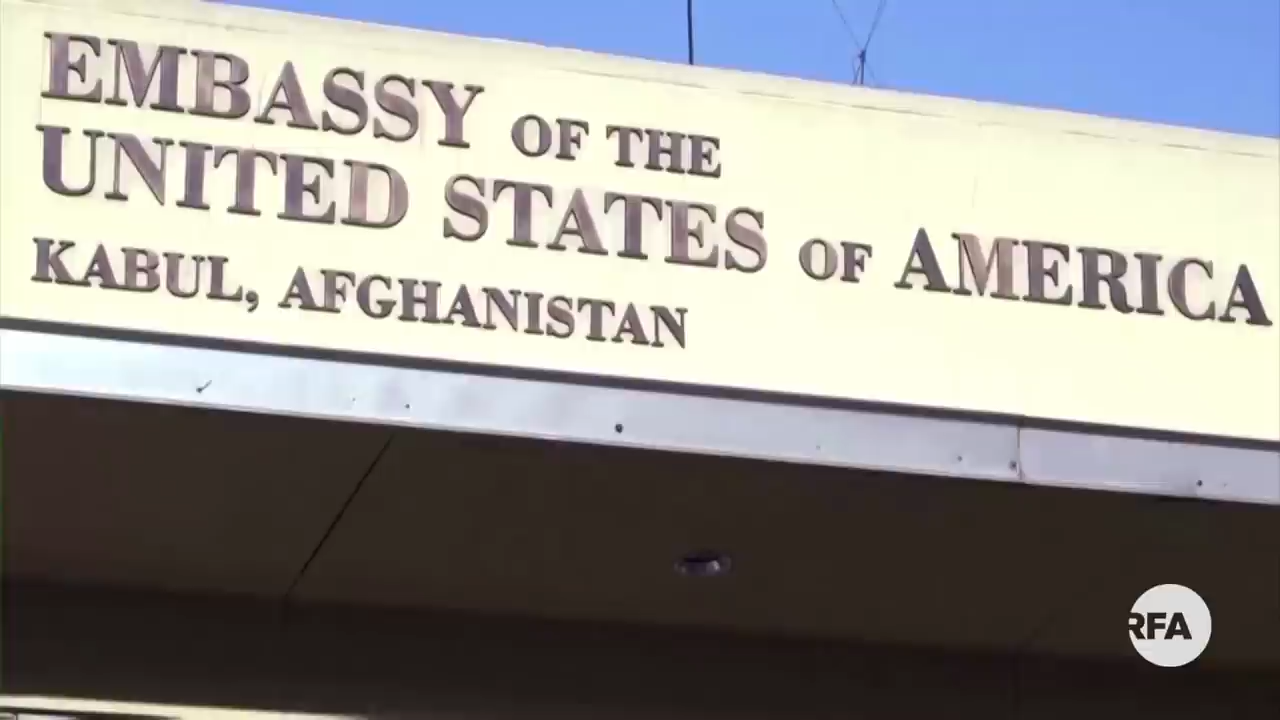 EMBASSY OF THE
UNITED STATES OF AMERICA
KABUL, AFGHANISTAN
RFA